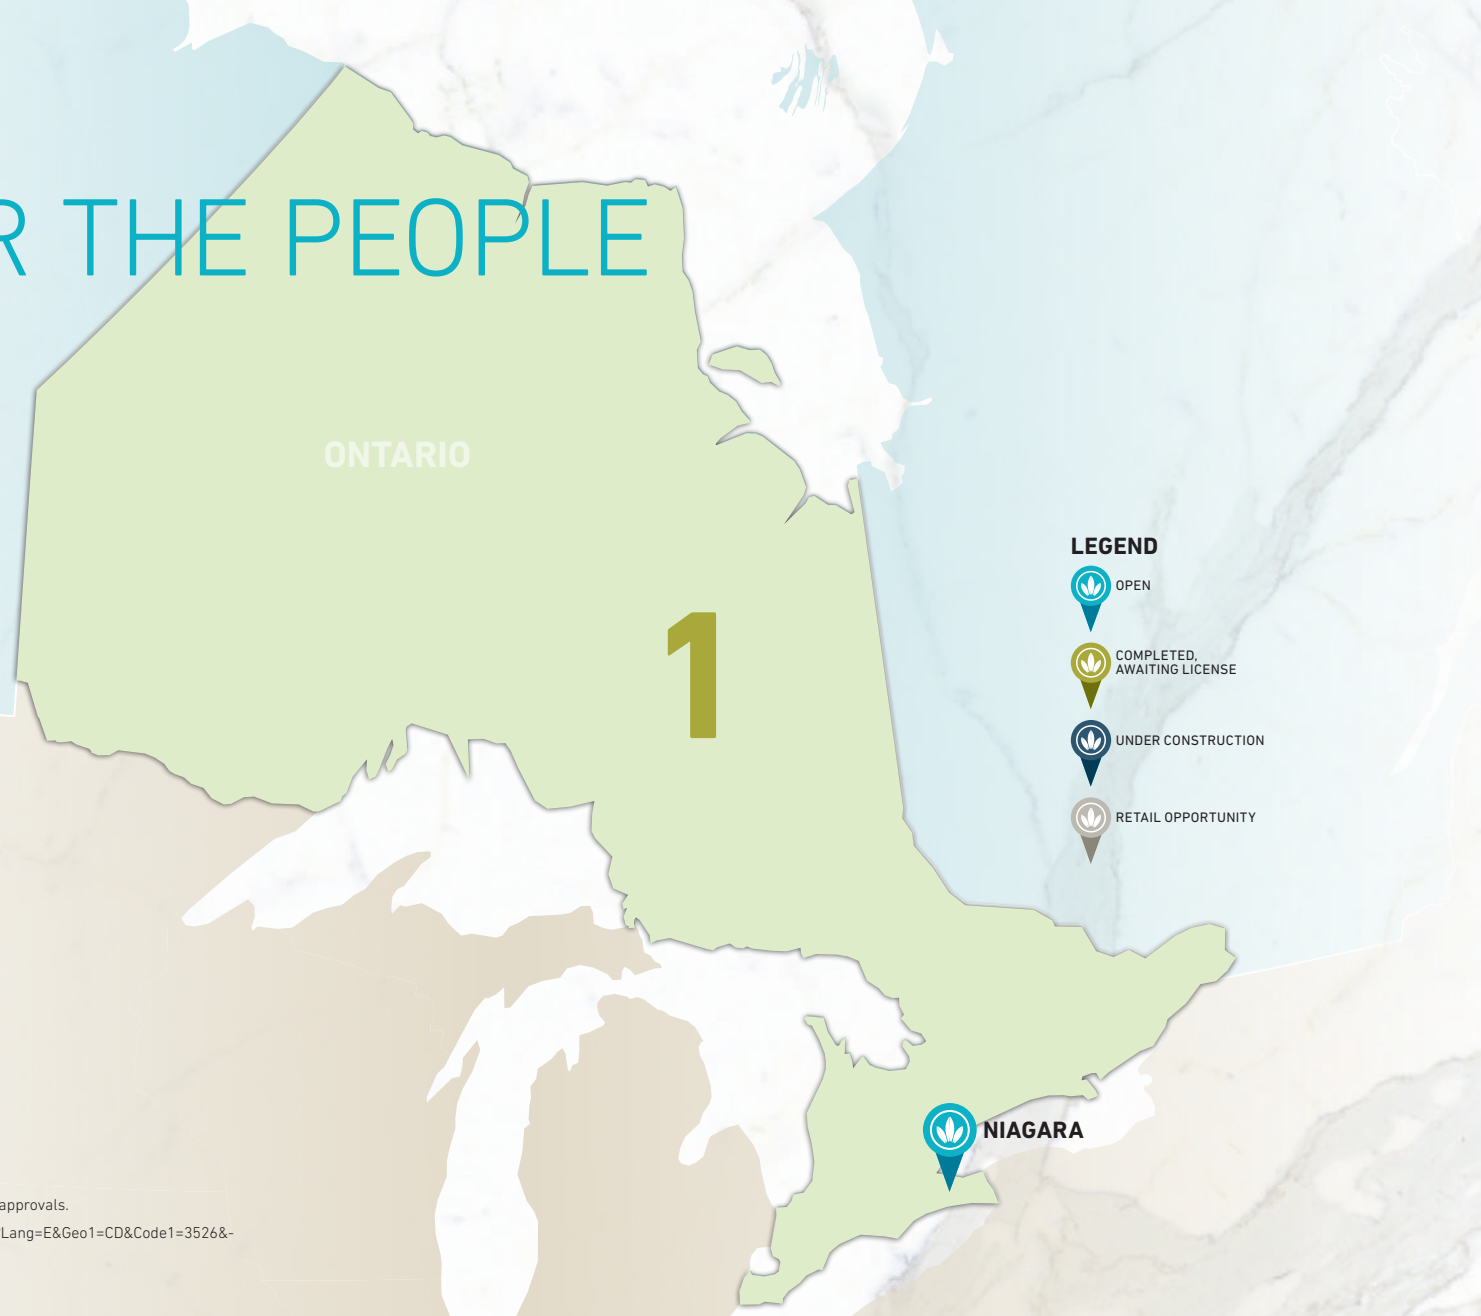 R THE PEOPLE
ONTARIO
1
LEGEND
OPEN
COMPLETED,
AWAITING LICENSE
UNDER CONSTRUCTION
RETAIL OPPORTUNITY
NIAGARA
approvals.
Lang=E&Geo1=CD&Code1=3526&-